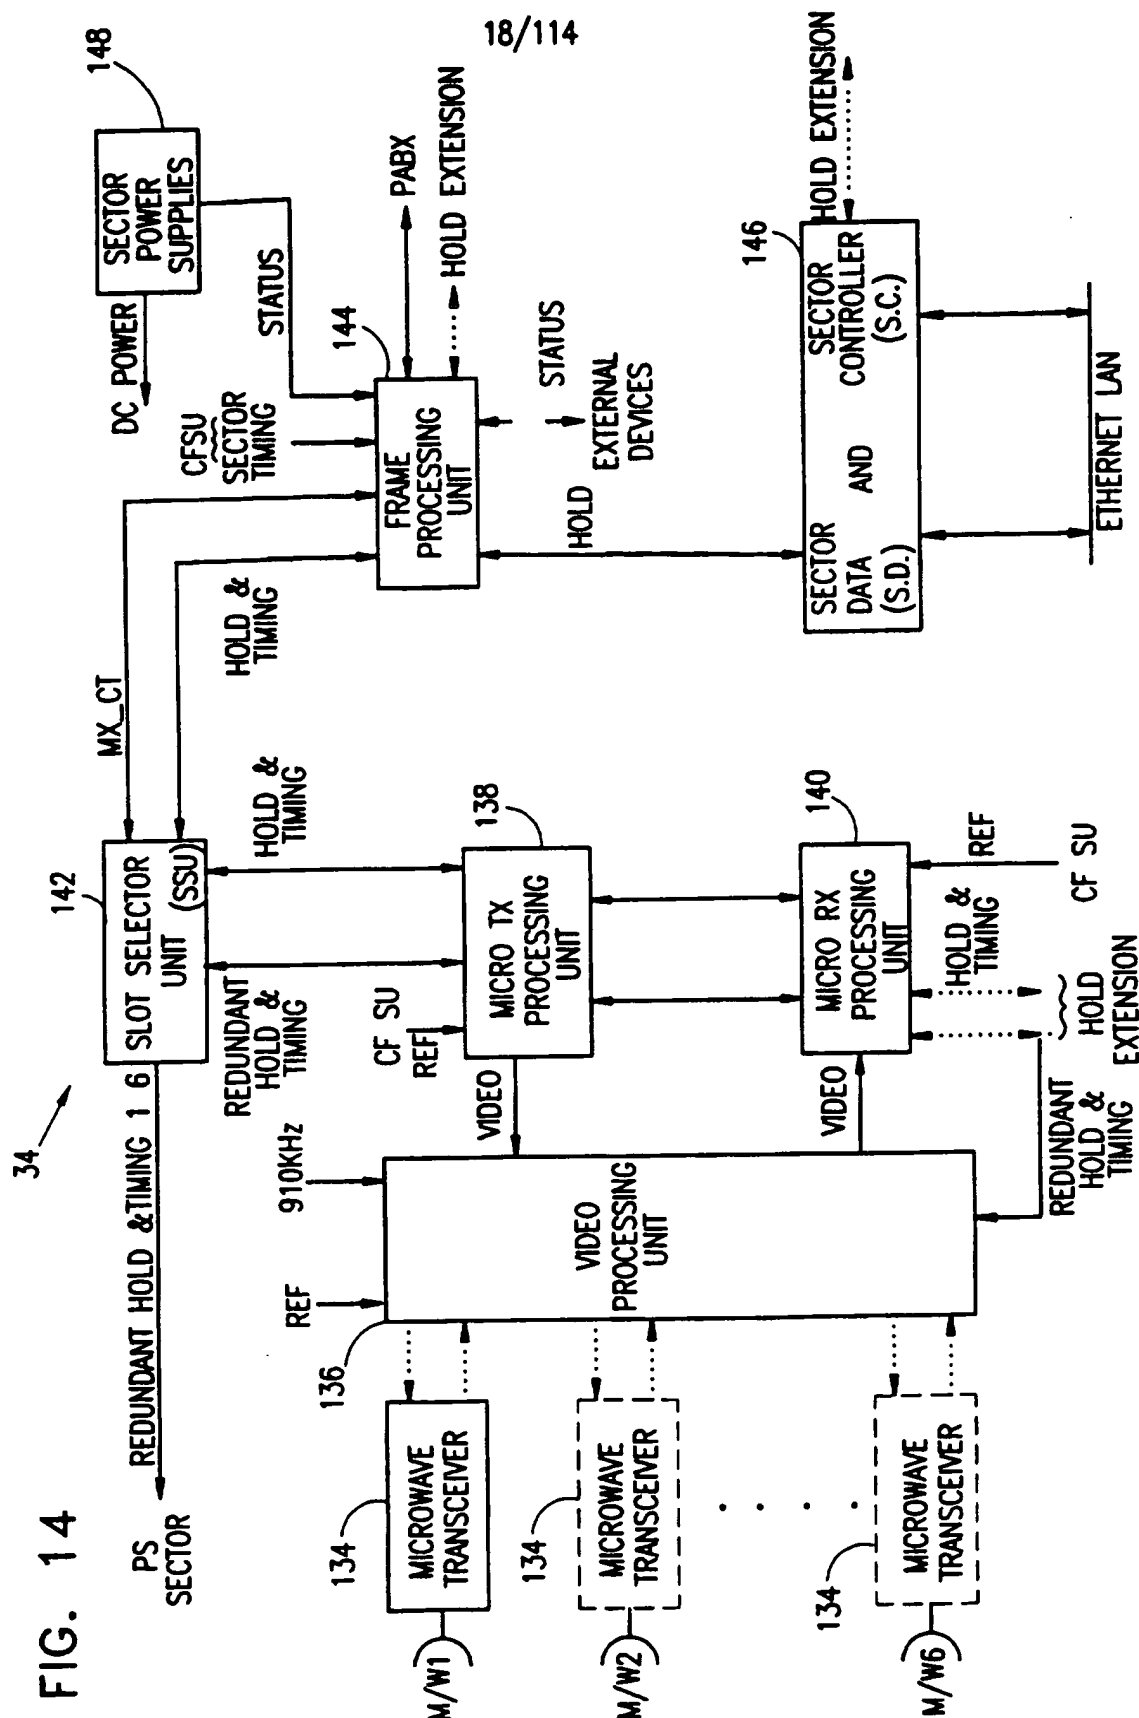 18/114
FIG. 14
34
PS
SECTOR
REDUNDANT HOLD &TIMING 1 6
142
SLOT SELECTOR
UNIT
(SSU)
MX_CT
HOLD &
TIMING
CFSU
SECTOR
TIMING
DC POWER
STATUS
SECTOR
POWER
SUPPLIES
148
REDUNDANT
HOLD &
TIMING
HOLD &
TIMING
144
FRAME
PROCESSING
UNIT
PABX
HOLD EXTENSION
STATUS
EXTERNAL
DEVICES
HOLD
REF
910KHz
CF SU
REF
138
MICRO TX
PROCESSING
UNIT
VIDEO
136
VIDEO
PROCESSING
UNIT
VIDEO
140
MICRO RX
PROCESSING
UNIT
REF
CF SU
HOLD &
TIMING
HOLD
EXTENSION
REDUNDANT
HOLD &
TIMING
146
SECTOR
DATA
(S.D.)
AND
SECTOR
CONTROLLER
(S.C.)
HOLD EXTENSION
ETHERNET LAN
M/W1
134
MICROWAVE
TRANSCEIVER
M/W2
134
MICROWAVE
TRANSCEIVER
M/W6
134
MICROWAVE
TRANSCEIVER